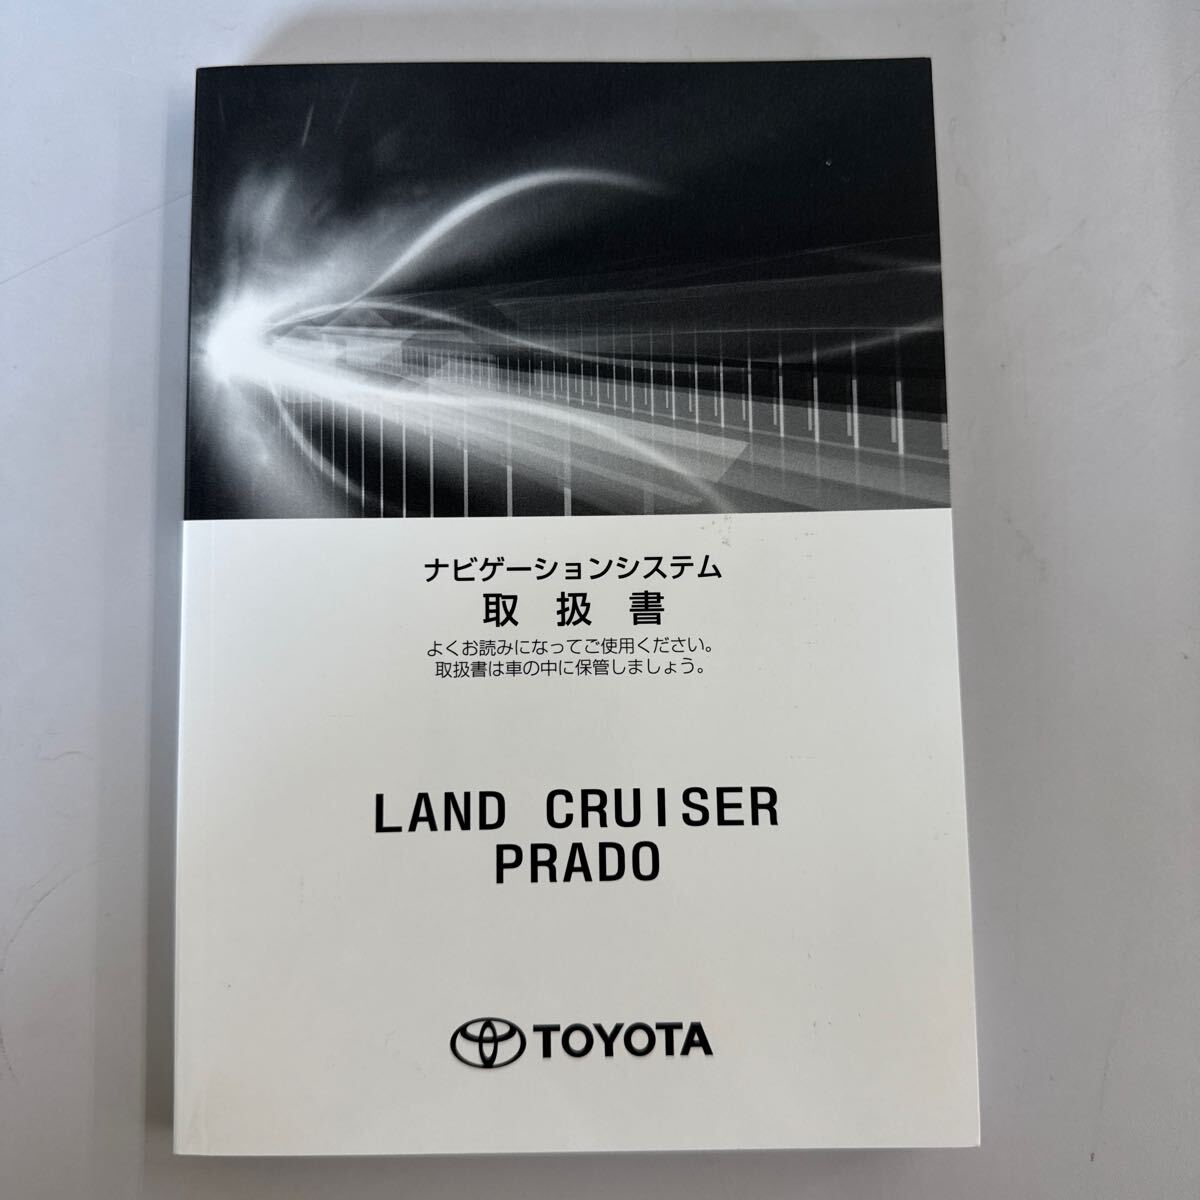 ナビゲーションシステム
取扱書
よくお読みになってご使用ください。
取扱書は車の中に保管しましょう。
LAND CRUISER
PRADO
TOYOTA